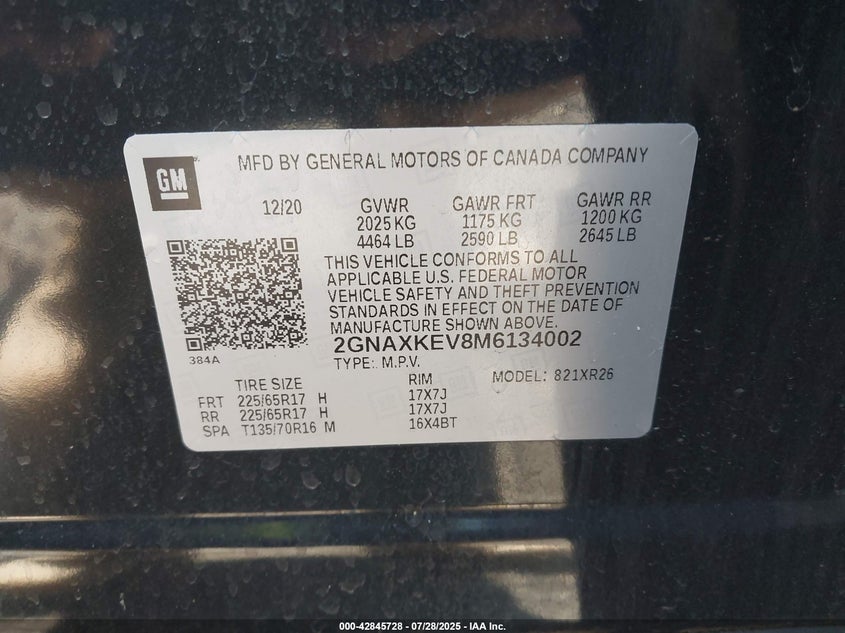 GM
MFD BY GENERAL MOTORS OF CANADA COMPANY
12/20 GVWR GAWR FRT GAWR RR
2025 KG 1175 KG 1200 KG
4464 LB 2590 LB 2645 LB
THIS VEHICLE CONFORMS TO ALL
APPLICABLE U.S. FEDERAL MOTOR
VEHICLE SAFETY AND THEFT PREVENTION
STANDARDS IN EFFECT ON THE DATE OF
MANUFACTURE SHOWN ABOVE.
384A
2GNAXKEV8M6134002
TYPE: M.P.V.
TIRE SIZE RIM MODEL: 821XR26
FRT 225/65R17 H 17X7J
RR 225/65R17 H 17X7J
SPA T135/70R16 M 16X4BT
000-42845728 - 07/28/2025 - IAA Inc.